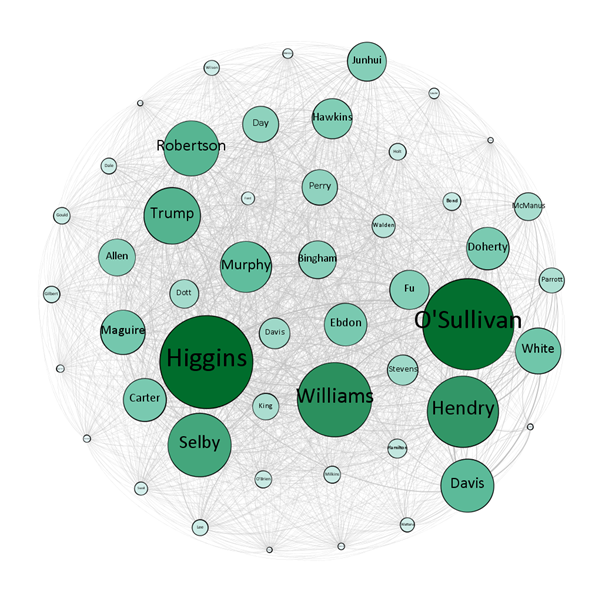 Junhui
Hawkins
Day
Robertson
Holt
Dale
Perry
Bond
McManus
Gould
Trump
Walden
Doherty
Allen
Bingham
Murphy
Parrott
Fu
Dott
Gilbert
O'Sullivan
Ebdon
Maguire
Davis
White
Higgins
Stevens
Williams
Carter
King
Hendry
Selby
Hamilton
O'Brien
Wilkins
Davis
Lee